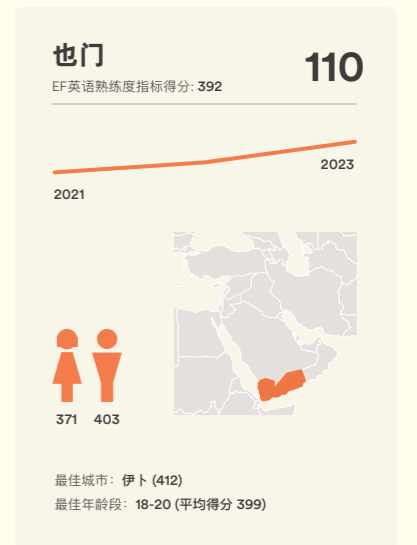 也门
110
EF英语熟练度指标得分: 392
2023
2021
371 403
最佳城市：伊卜 (412)
最佳年龄段：18-20 (平均得分 399)